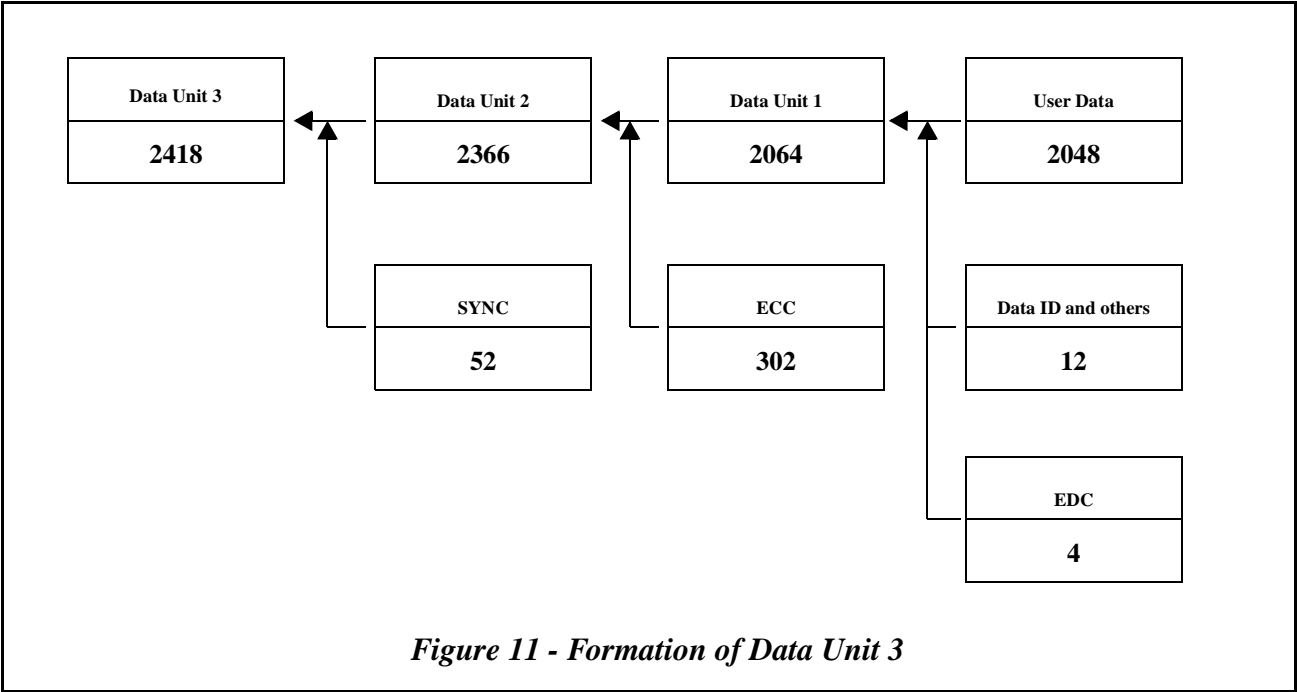 Data Unit 3
2418
Data Unit 2
2366
Data Unit 1
2064
User Data
2048
SYNC
52
ECC
302
Data ID and others
12
EDC
4
Figure 11 - Formation of Data Unit 3